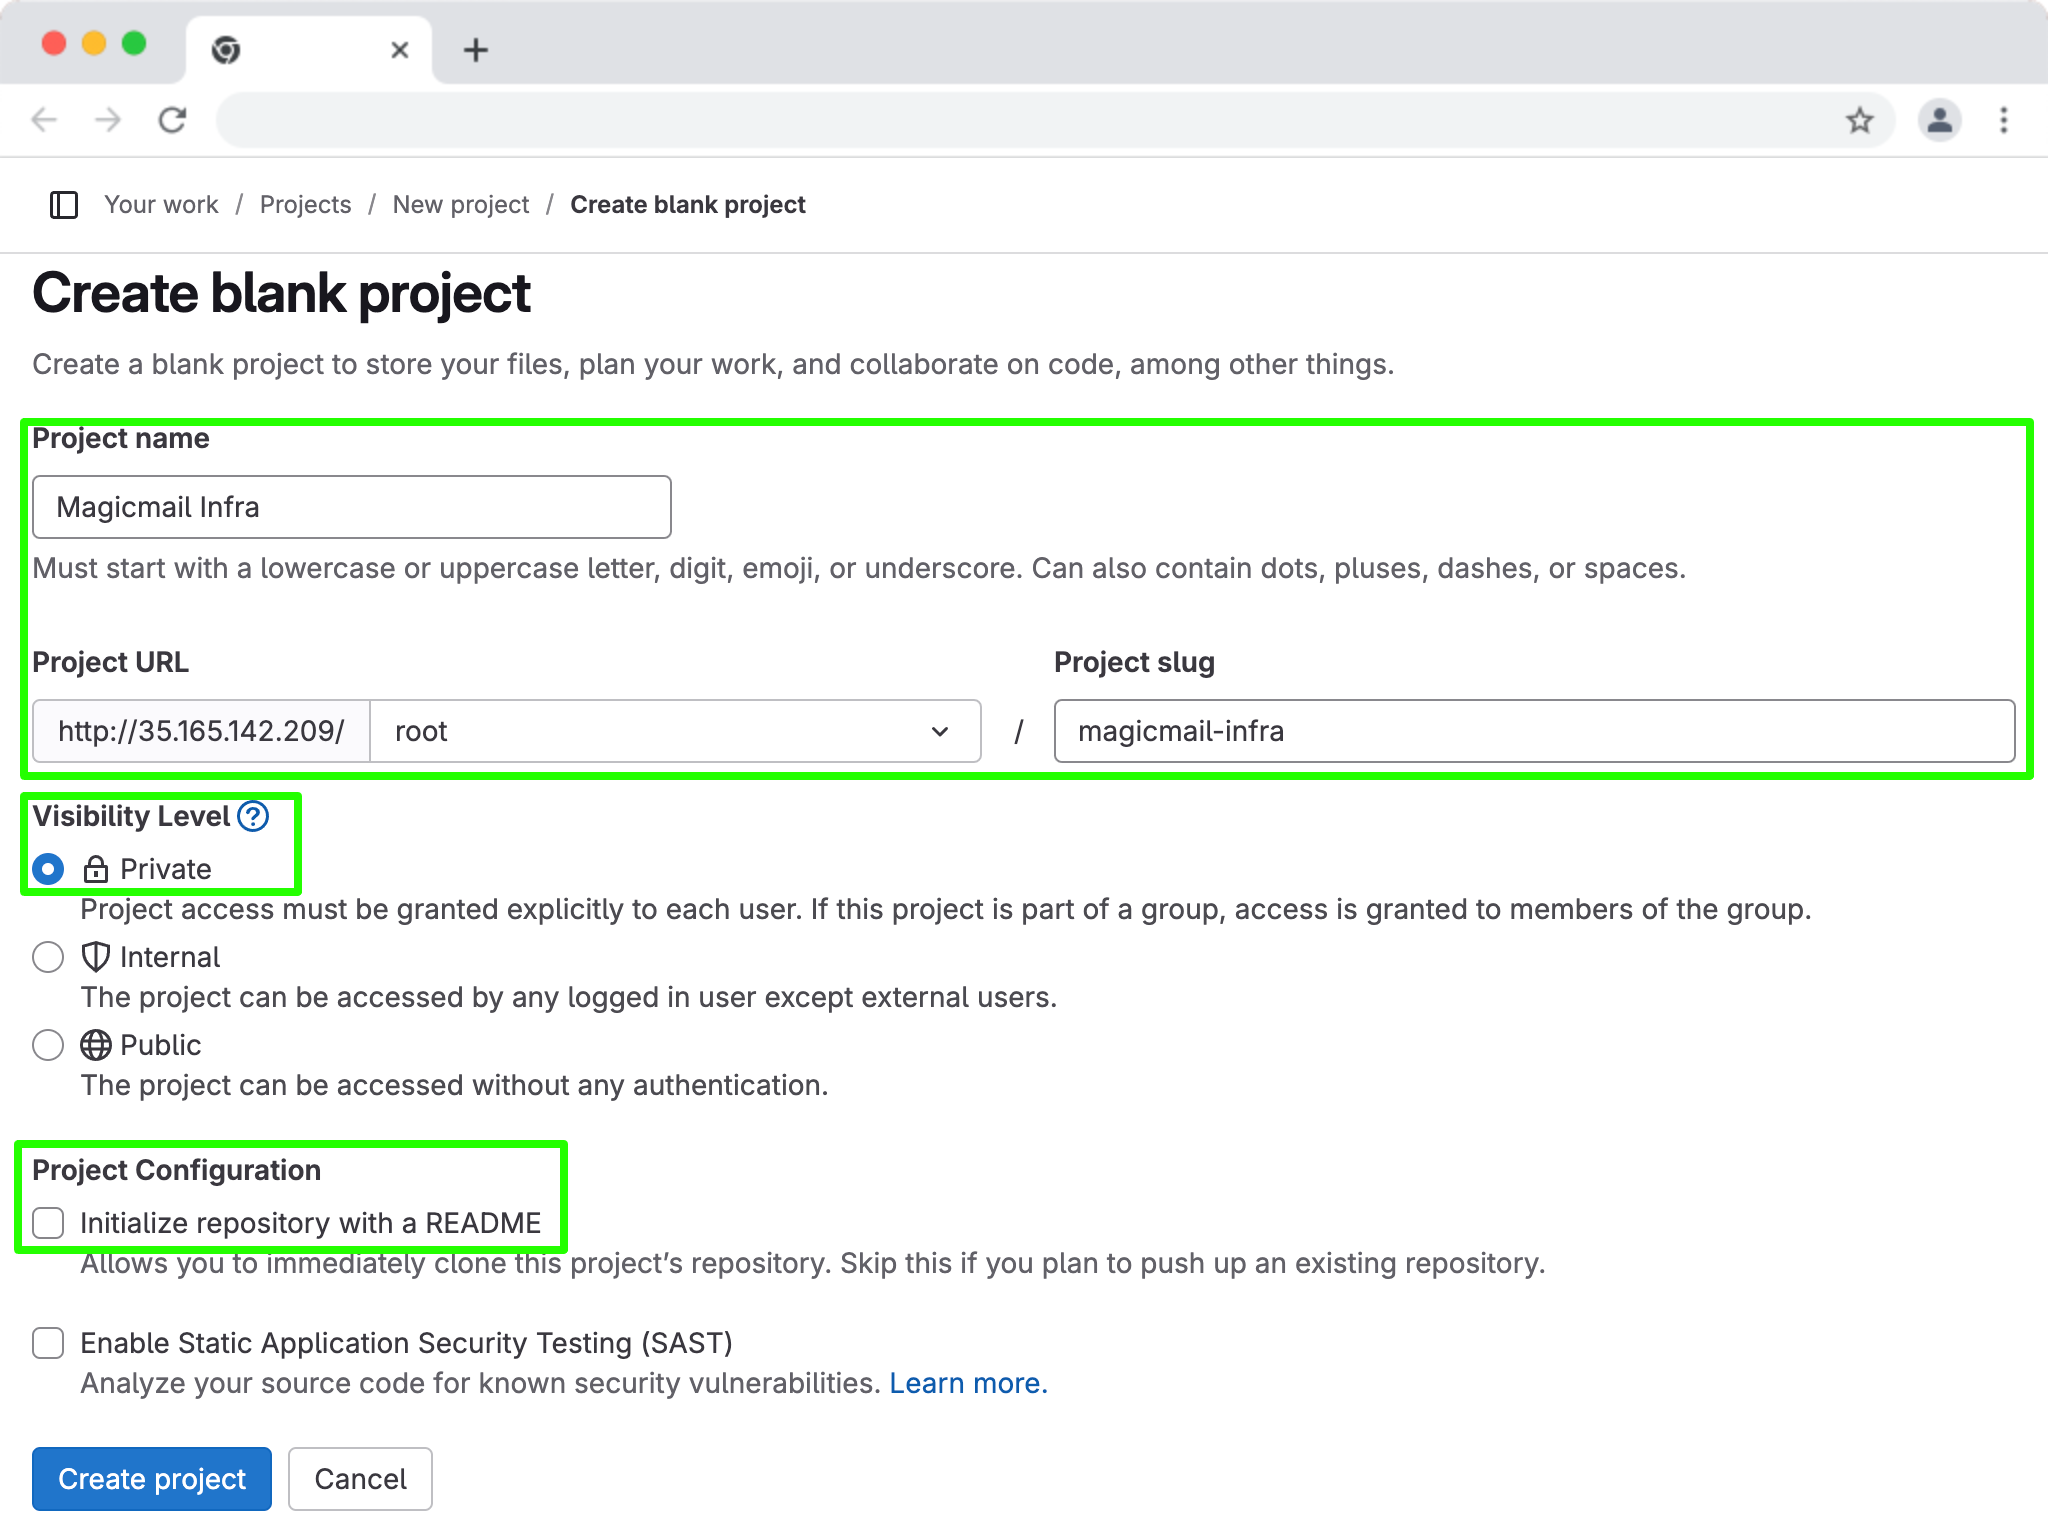 Your work / Projects / New project / Create blank project
Create blank project
Create a blank project to store your files, plan your work, and collaborate on code, among other things.
Project name
Magicmail Infra
Must start with a lowercase or uppercase letter, digit, emoji, or underscore. Can also contain dots, pluses, dashes, or spaces.
Project URL
Project slug
http://35.165.142.209/ root / magicmail-infra
Visibility Level
Private
Project access must be granted explicitly to each user. If this project is part of a group, access is granted to members of the group.
Internal
The project can be accessed by any logged in user except external users.
Public
The project can be accessed without any authentication.
Project Configuration
Initialize repository with a README
Allows you to immediately clone this project’s repository. Skip this if you plan to push up an existing repository.
Enable Static Application Security Testing (SAST)
Analyze your source code for known security vulnerabilities. Learn more.
Create project
Cancel